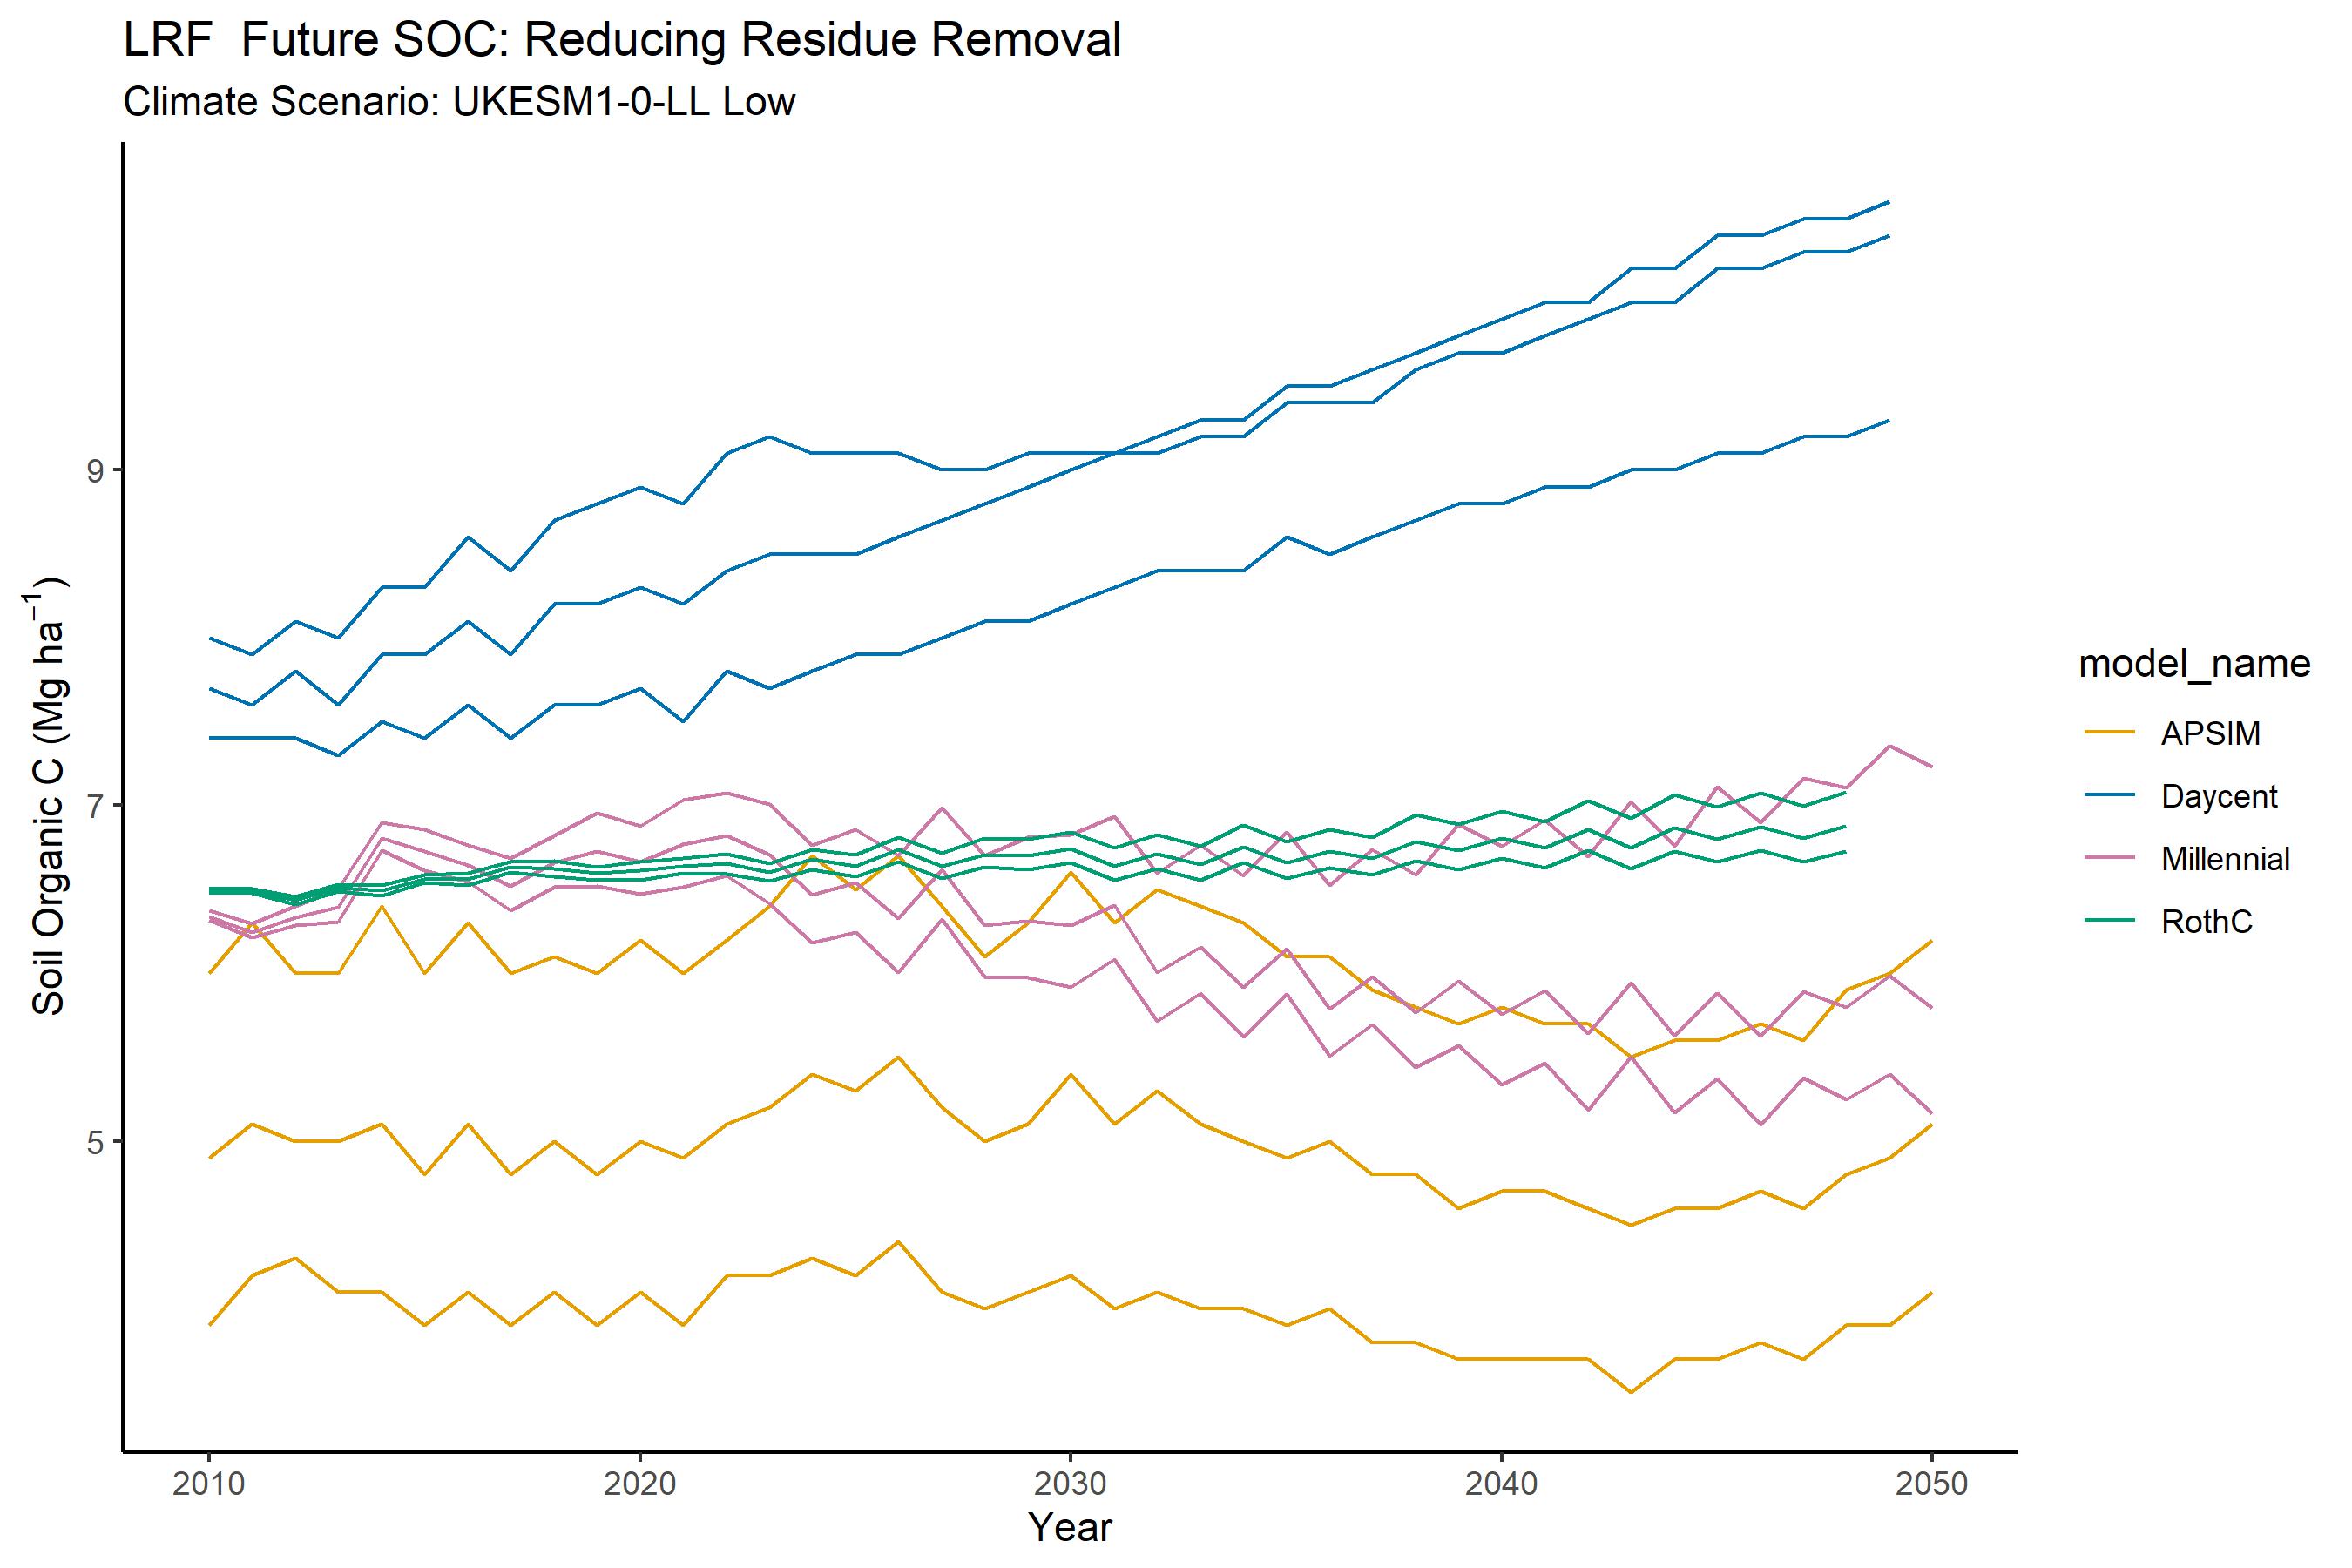 LRF  Future SOC: Reducing Residue Removal
Climate Scenario: UKESM1-0-LL Low
Soil Organic C (Mg ha⁻¹)
9
7
5
2010 2020 2030 2040 2050
Year
model_name
APSIM
Daycent
Millennial
RothC